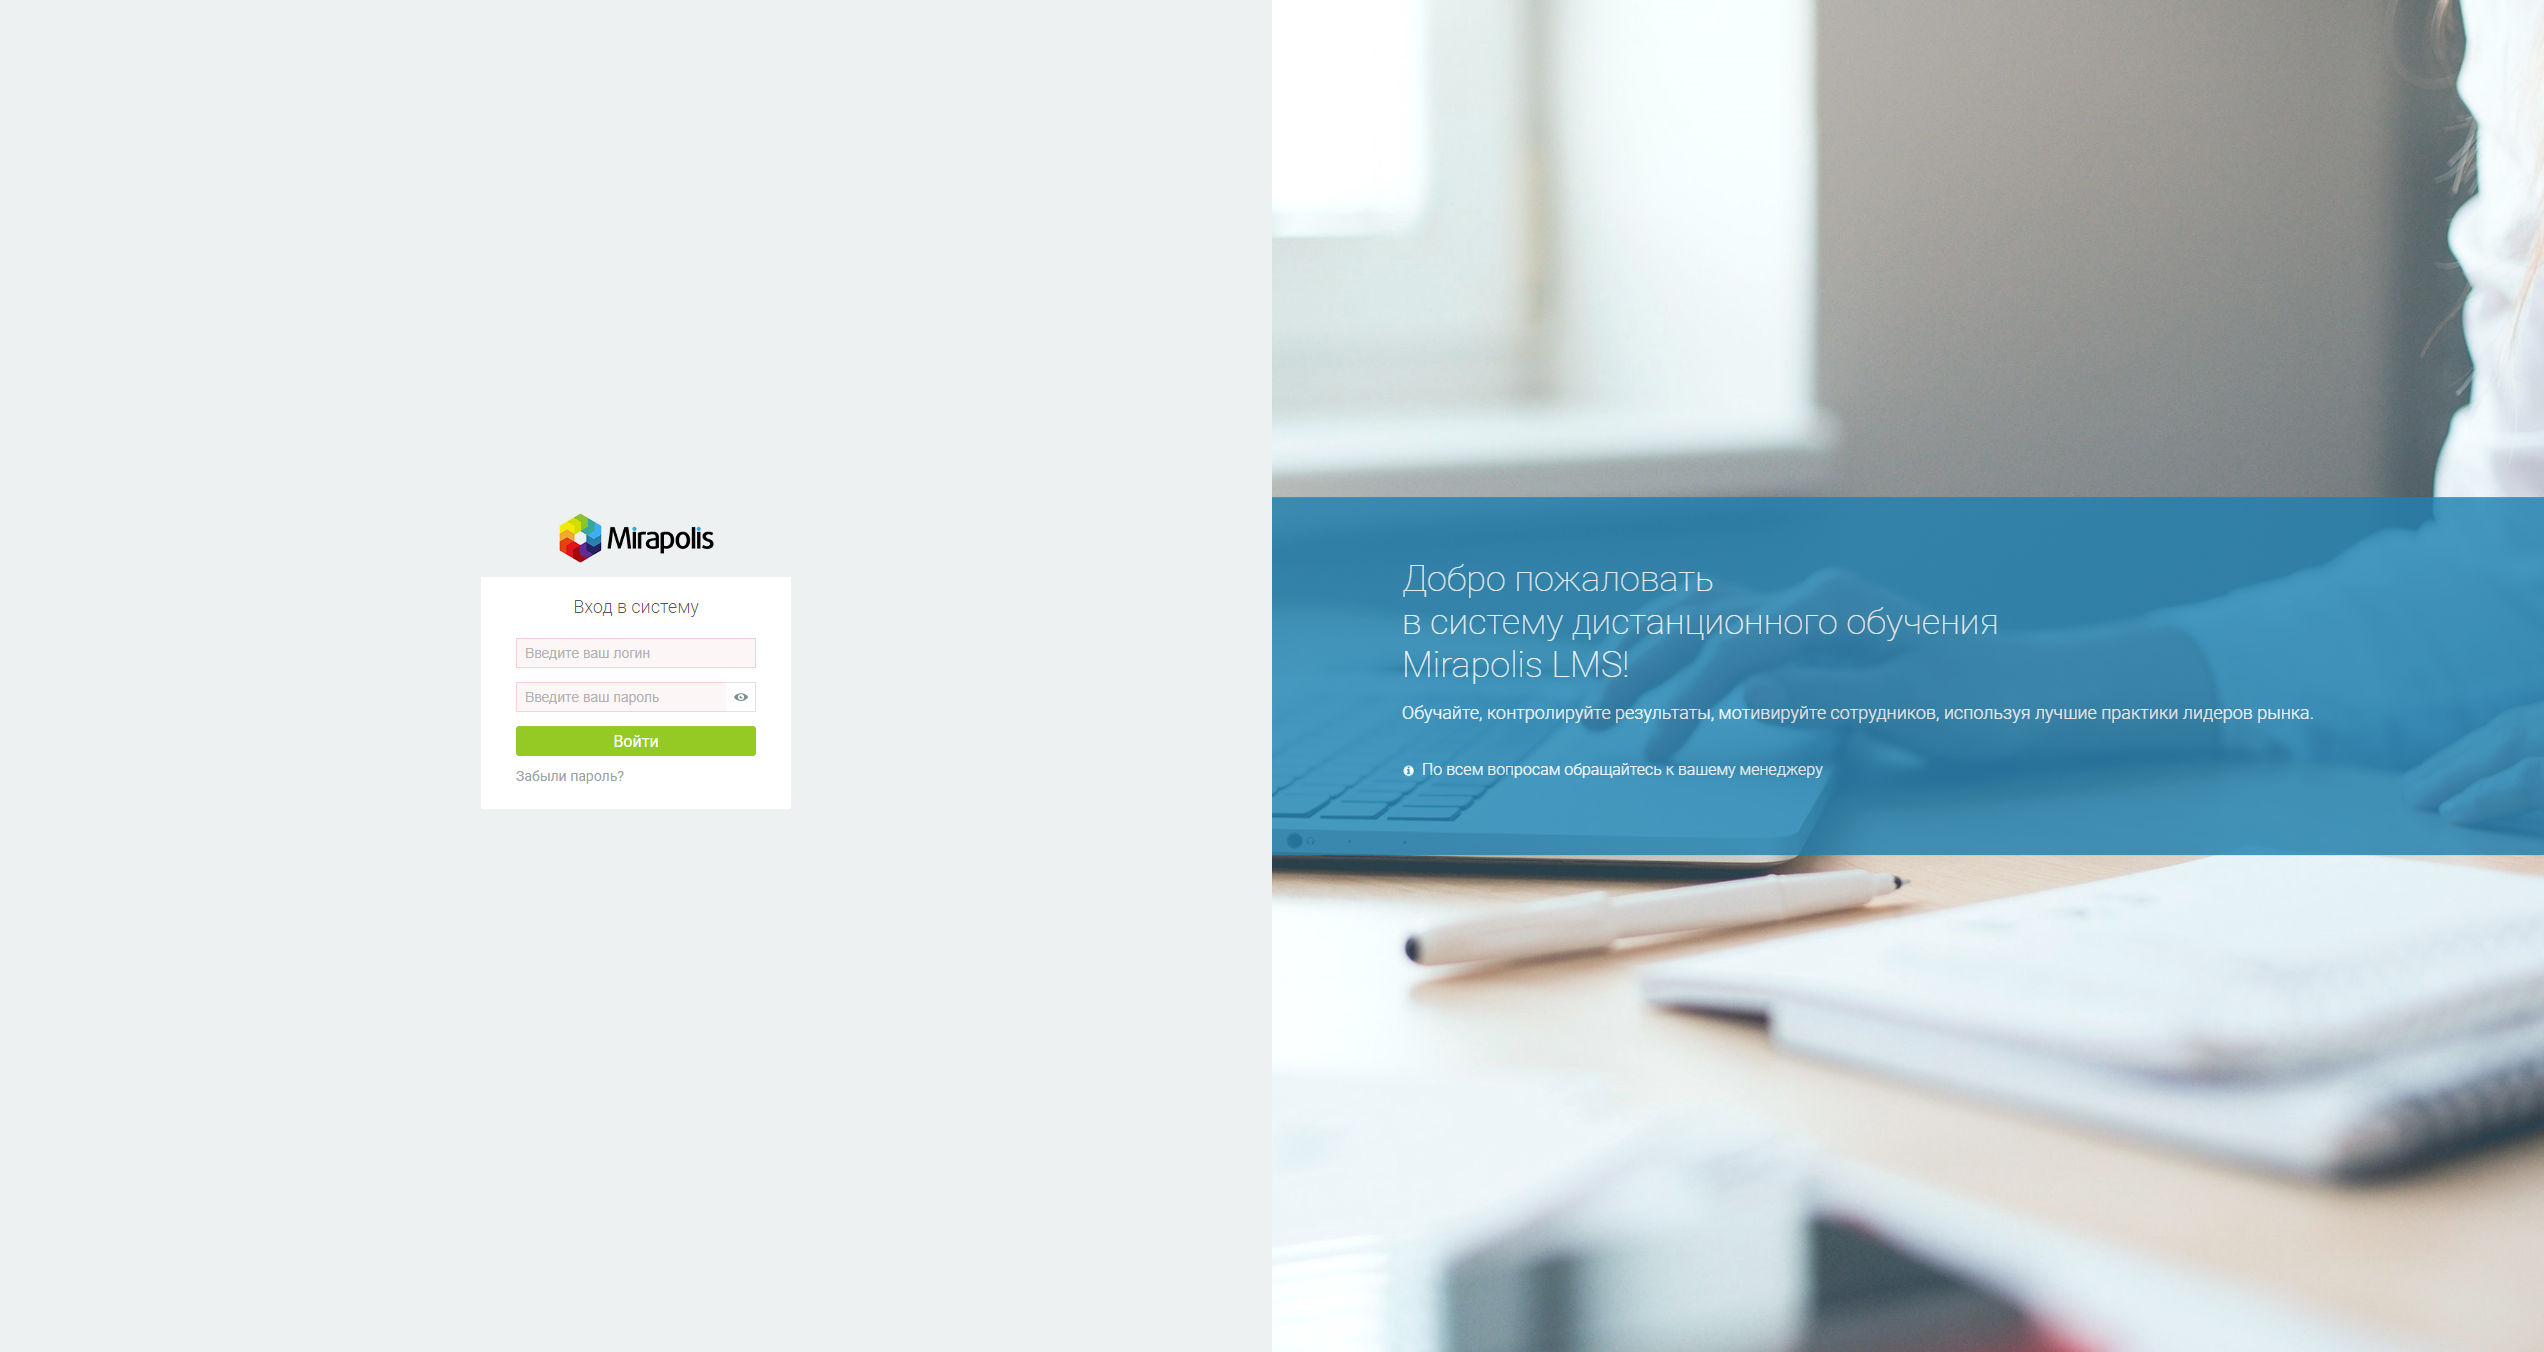 Mirapolis
Вход в систему
Введите ваш логин
Введите ваш пароль
Войти
Забыли пароль?
Добро пожаловать
в систему дистанционного обучения
Mirapolis LMS!
Обучайте, контролируйте результаты, мотивируйте сотрудников, используя лучшие практики лидеров рынка.
По всем вопросам обращайтесь к вашему менеджеру